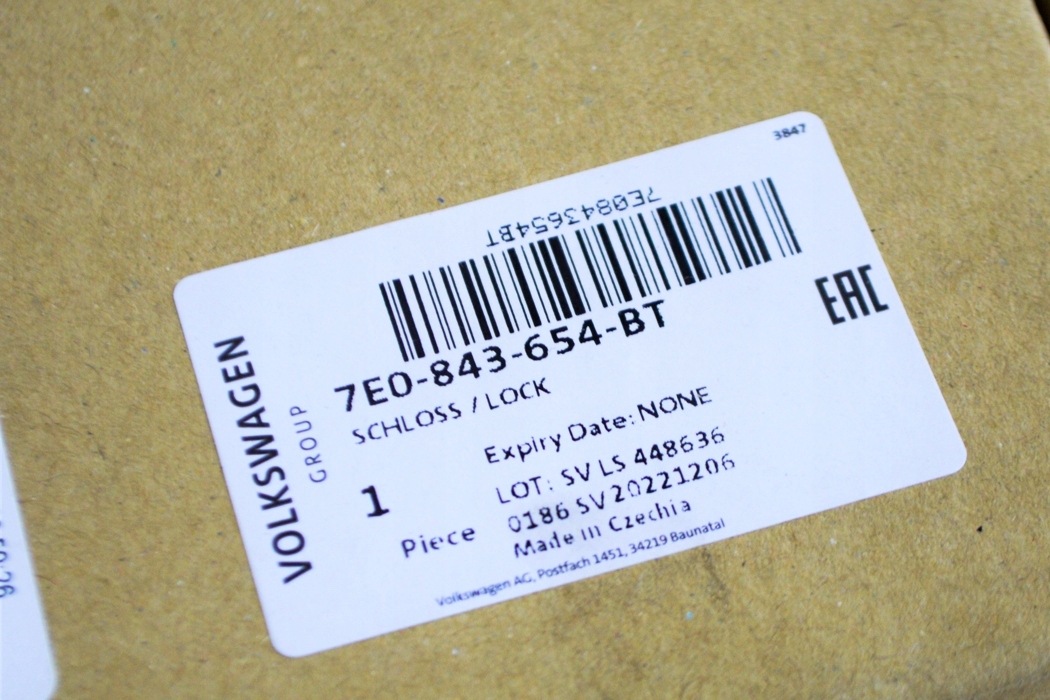 3847
7E0843654BT
7E0-843-654-BT
EAC
SCHLOSS / LOCK
VOLKSWAGEN
GROUP
Expiry Date: NONE
1 Piece
LOT: SV LS 448636
0186 SV 20221206
Made in Czechia
Volkswagen AG, Postfach 1451, 34219 Baunatal